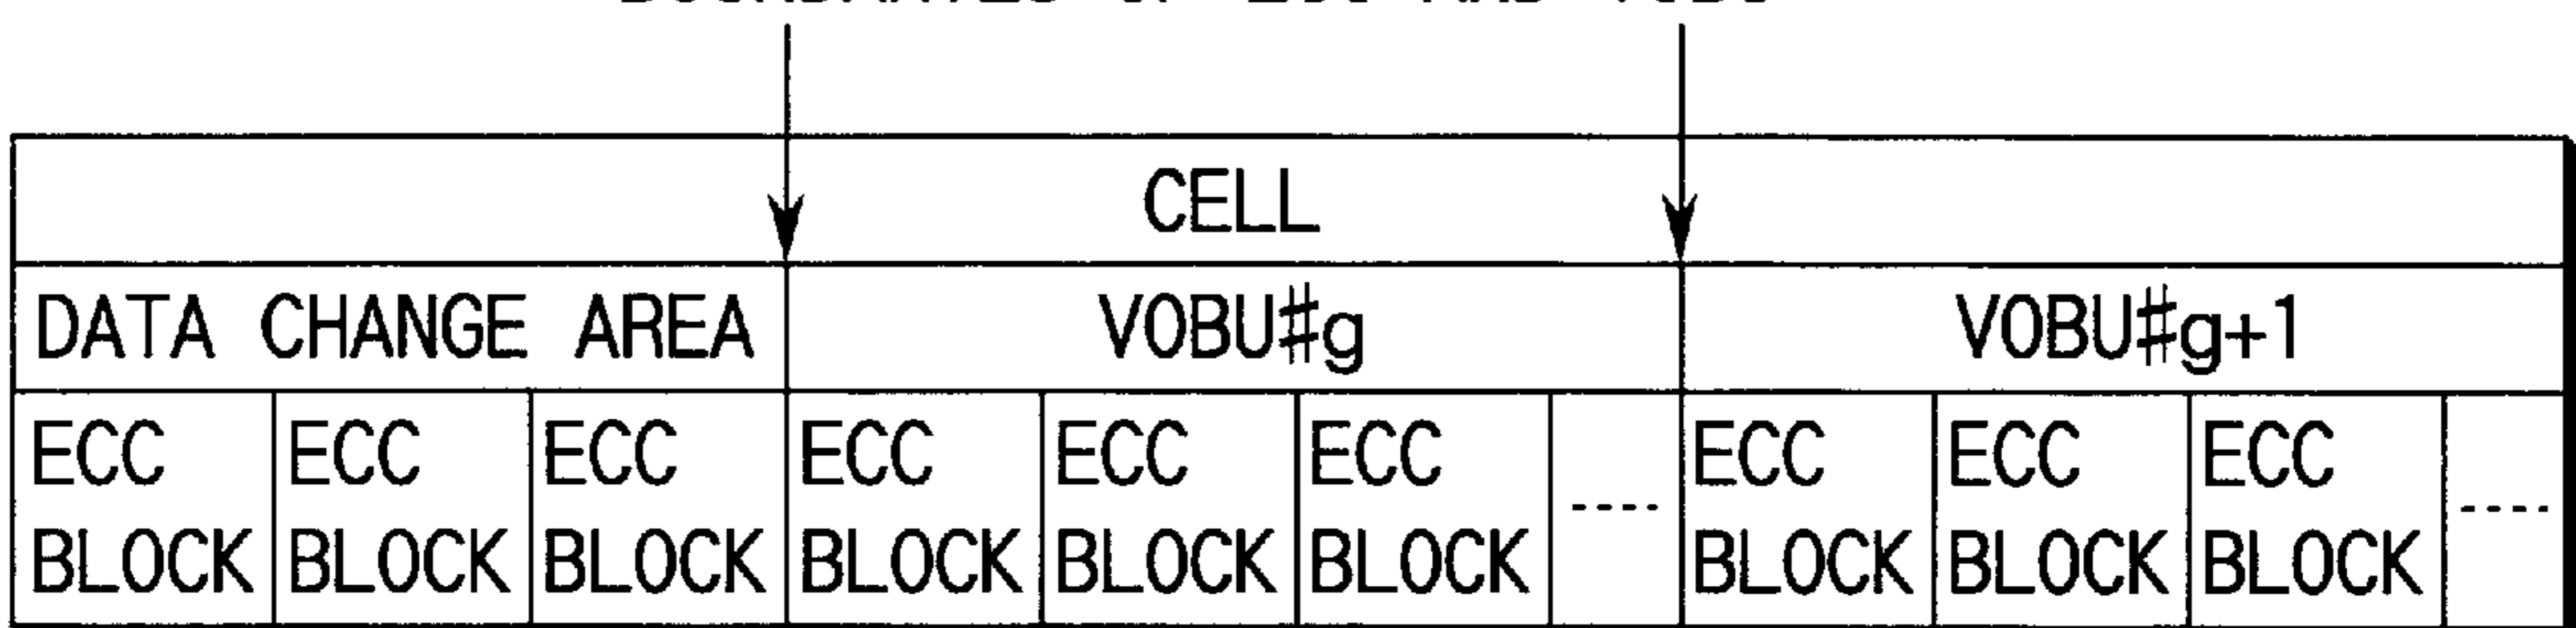 CELL
DATA CHANGE AREA VOBU#g VOBU#g+1
ECC ECC ECC ECC ECC ECC ---- ECC ECC ECC ----
BLOCK BLOCK BLOCK BLOCK BLOCK BLOCK BLOCK BLOCK BLOCK